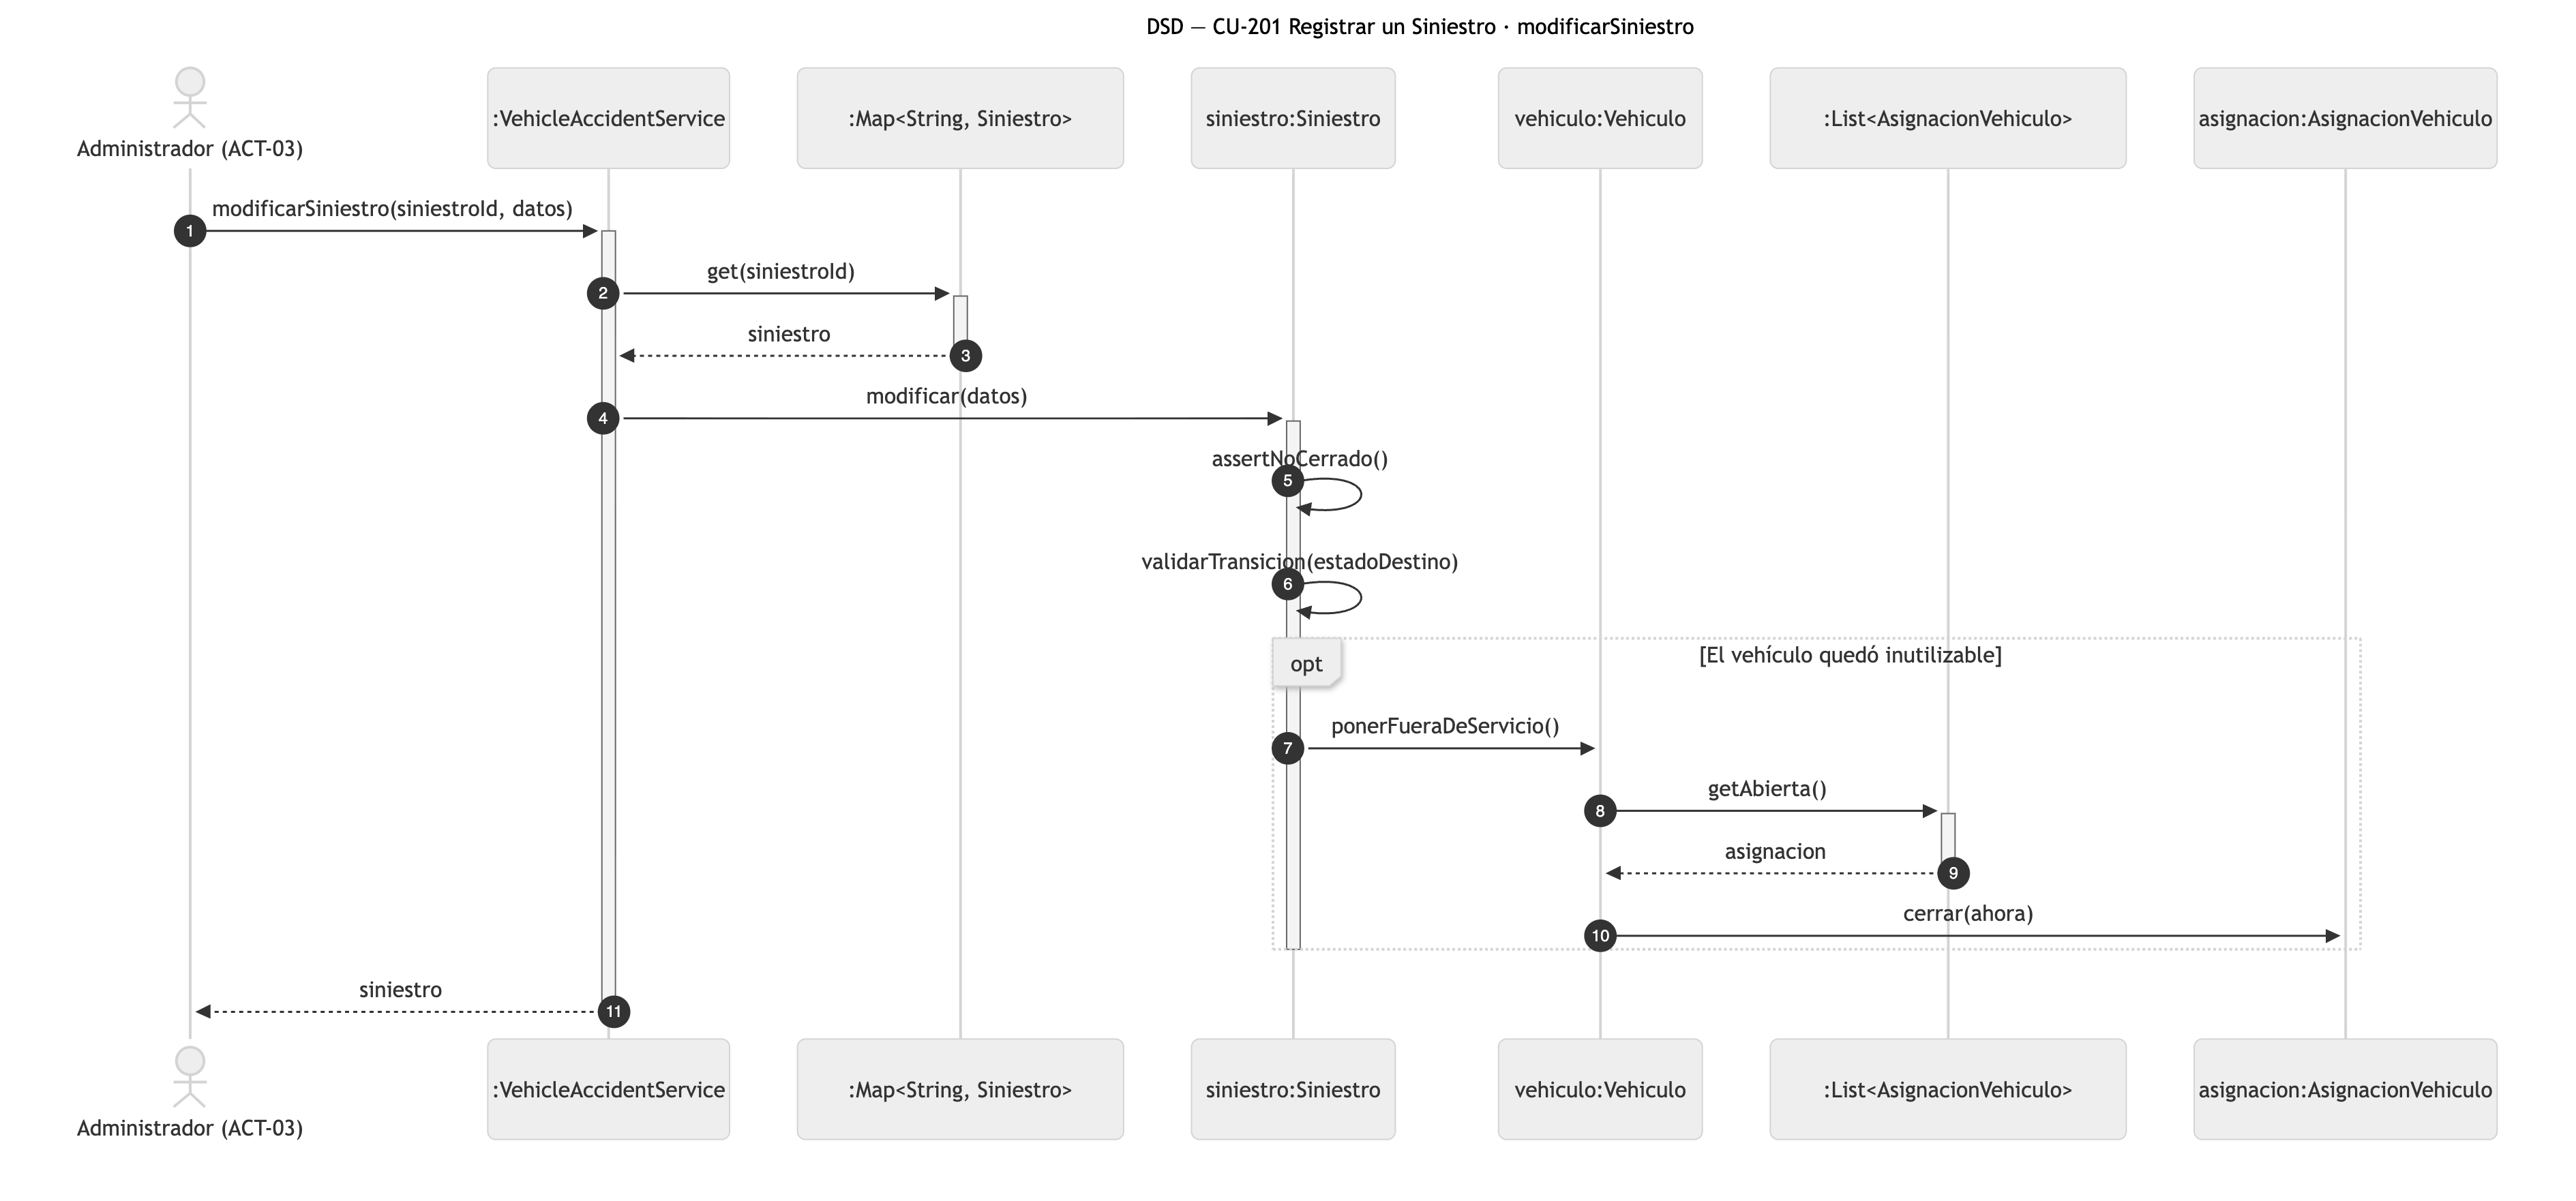 DSD — CU-201 Registrar un Siniestro · modificarSiniestro
Administrador (ACT-03)
:VehicleAccidentService
:Map<String, Siniestro>
siniestro:Siniestro
vehiculo:Vehiculo
:List<AsignacionVehiculo>
asignacion:AsignacionVehiculo
modificarSiniestro(siniestroId, datos)
1
get(siniestroId)
2
siniestro
3
modificar(datos)
4
assertNoCerrado()
5
validarTransicion(estadoDestino)
6
opt
[El vehículo quedó inutilizable]
ponerFueraDeServicio()
7
getAbierta()
8
asignacion
9
cerrar(ahora)
10
siniestro
11
Administrador (ACT-03)
:VehicleAccidentService
:Map<String, Siniestro>
siniestro:Siniestro
vehiculo:Vehiculo
:List<AsignacionVehiculo>
asignacion:AsignacionVehiculo